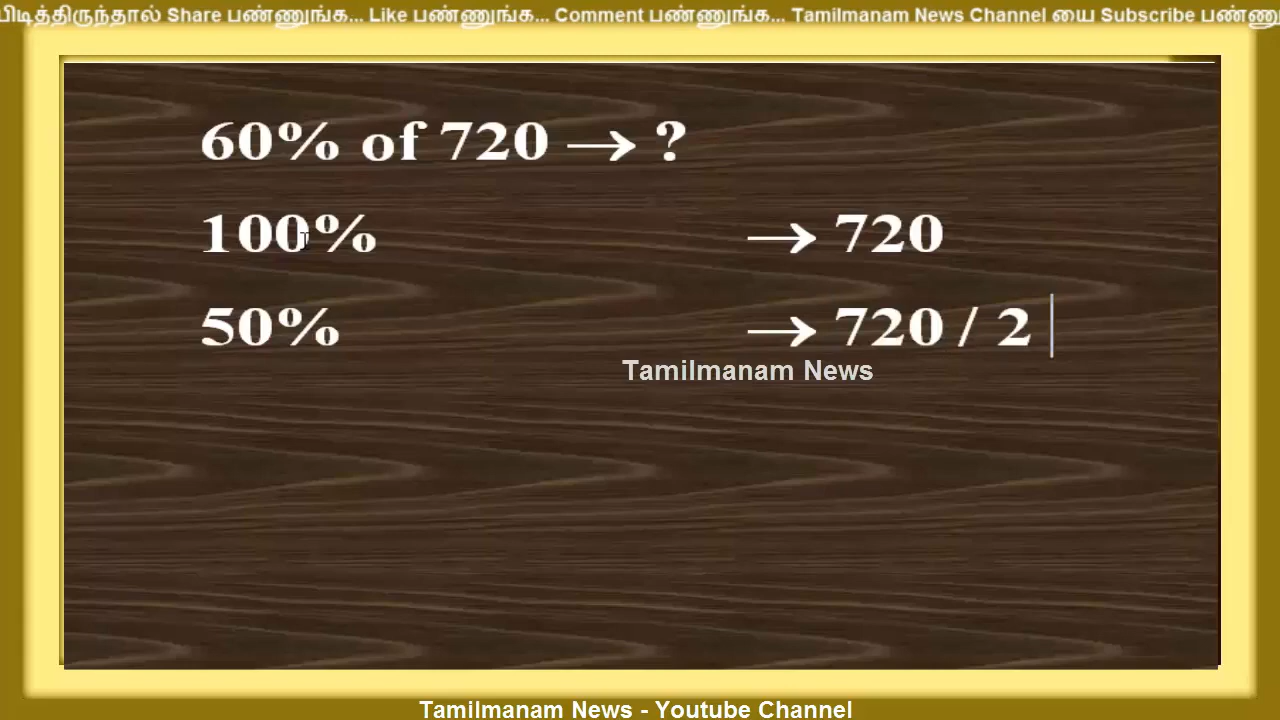 பிடித்திருந்தால் Share பண்ணுங்க... Like பண்ணுங்க... Comment பண்ணுங்க... Tamilmanam News Channel யை Subscribe பண்ணு
60% of 720 → ?
100% → 720
50% → 720 / 2
Tamilmanam News
Tamilmanam News - Youtube Channel